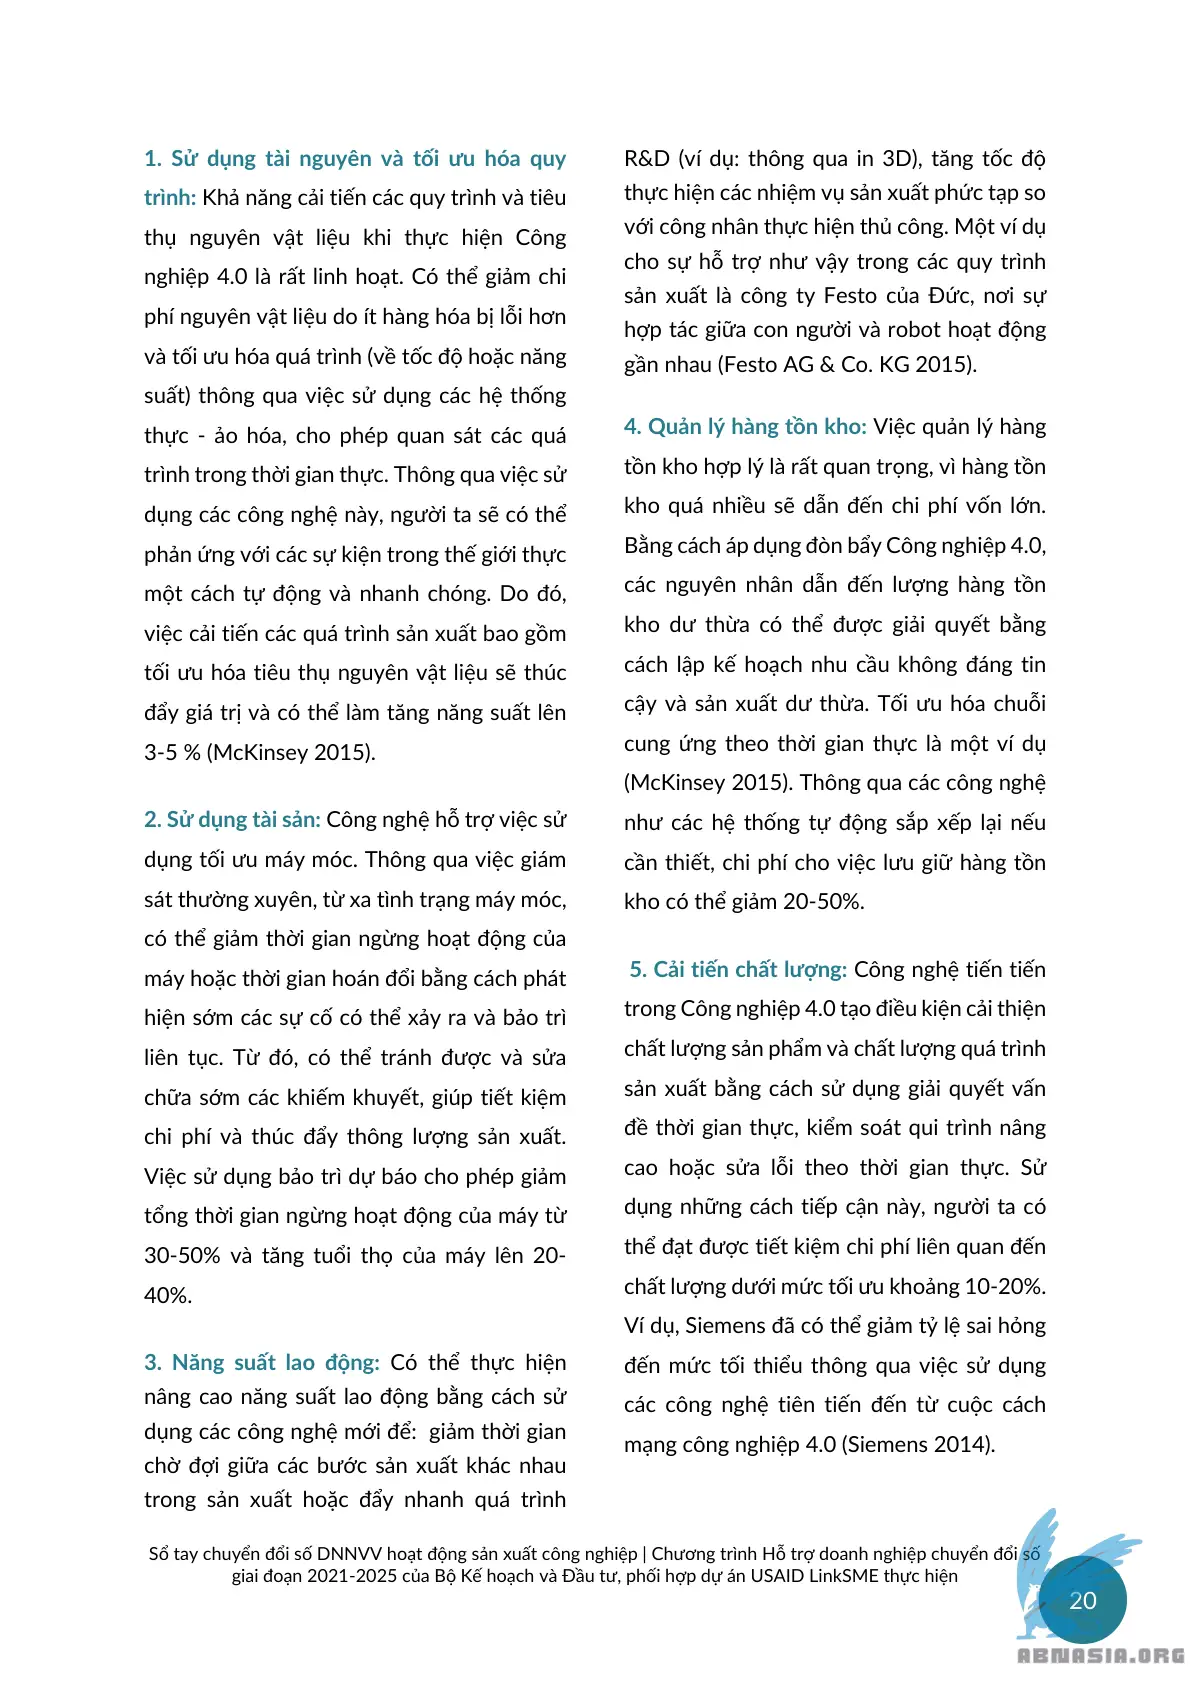 1. Sử dụng tài nguyên và tối ưu hóa quy
trình: Khả năng cải tiến các quy trình và tiêu
thụ nguyên vật liệu khi thực hiện Công
nghiệp 4.0 là rất linh hoạt. Có thể giảm chi
phí nguyên vật liệu do ít hàng hóa bị lỗi hơn
và tối ưu hóa quá trình (về tốc độ hoặc năng
suất) thông qua việc sử dụng các hệ thống
thực - ảo hóa, cho phép quan sát các quá
trình trong thời gian thực. Thông qua việc sử
dụng các công nghệ này, người ta sẽ có thể
phản ứng với các sự kiện trong thế giới thực
một cách tự động và nhanh chóng. Do đó,
việc cải tiến các quá trình sản xuất bao gồm
tối ưu hóa tiêu thụ nguyên vật liệu sẽ thúc
đẩy giá trị và có thể làm tăng năng suất lên
3-5 % (McKinsey 2015).
2. Sử dụng tài sản: Công nghệ hỗ trợ việc sử
dụng tối ưu máy móc. Thông qua việc giám
sát thường xuyên, từ xa tình trạng máy móc,
có thể giảm thời gian ngừng hoạt động của
máy hoặc thời gian hoán đổi bằng cách phát
hiện sớm các sự cố có thể xảy ra và bảo trì
liên tục. Từ đó, có thể tránh được và sửa
chữa sớm các khiếm khuyết, giúp tiết kiệm
chi phí và thúc đẩy thông lượng sản xuất.
Việc sử dụng bảo trì dự báo cho phép giảm
tổng thời gian ngừng hoạt động của máy từ
30-50% và tăng tuổi thọ của máy lên 20-
40%.
3. Năng suất lao động: Có thể thực hiện
nâng cao năng suất lao động bằng cách sử
dụng các công nghệ mới để:  giảm thời gian
chờ đợi giữa các bước sản xuất khác nhau
trong sản xuất hoặc đẩy nhanh quá trình
R&D (ví dụ: thông qua in 3D), tăng tốc độ
thực hiện các nhiệm vụ sản xuất phức tạp so
với công nhân thực hiện thủ công. Một ví dụ
cho sự hỗ trợ như vậy trong các quy trình
sản xuất là công ty Festo của Đức, nơi sự
hợp tác giữa con người và robot hoạt động
gần nhau (Festo AG & Co. KG 2015).
4. Quản lý hàng tồn kho: Việc quản lý hàng
tồn kho hợp lý là rất quan trọng, vì hàng tồn
kho quá nhiều sẽ dẫn đến chi phí vốn lớn.
Bằng cách áp dụng đòn bẩy Công nghiệp 4.0,
các nguyên nhân dẫn đến lượng hàng tồn
kho dư thừa có thể được giải quyết bằng
cách lập kế hoạch nhu cầu không đáng tin
cậy và sản xuất dư thừa. Tối ưu hóa chuỗi
cung ứng theo thời gian thực là một ví dụ
(McKinsey 2015). Thông qua các công nghệ
như các hệ thống tự động sắp xếp lại nếu
cần thiết, chi phí cho việc lưu giữ hàng tồn
kho có thể giảm 20-50%.
5. Cải tiến chất lượng: Công nghệ tiến tiến
trong Công nghiệp 4.0 tạo điều kiện cải thiện
chất lượng sản phẩm và chất lượng quá trình
sản xuất bằng cách sử dụng giải quyết vấn
đề thời gian thực, kiểm soát qui trình nâng
cao hoặc sửa lỗi theo thời gian thực. Sử
dụng những cách tiếp cận này, người ta có
thể đạt được tiết kiệm chi phí liên quan đến
chất lượng dưới mức tối ưu khoảng 10-20%.
Ví dụ, Siemens đã có thể giảm tỷ lệ sai hỏng
đến mức tối thiểu thông qua việc sử dụng
các công nghệ tiên tiến đến từ cuộc cách
mạng công nghiệp 4.0 (Siemens 2014).
Sổ tay chuyển đổi số DNNVV hoạt động sản xuất công nghiệp | Chương trình Hỗ trợ doanh nghiệp chuyển đổi số
giai đoạn 2021-2025 của Bộ Kế hoạch và Đầu tư, phối hợp dự án USAID LinkSME thực hiện
20
ABNASIA.ORG